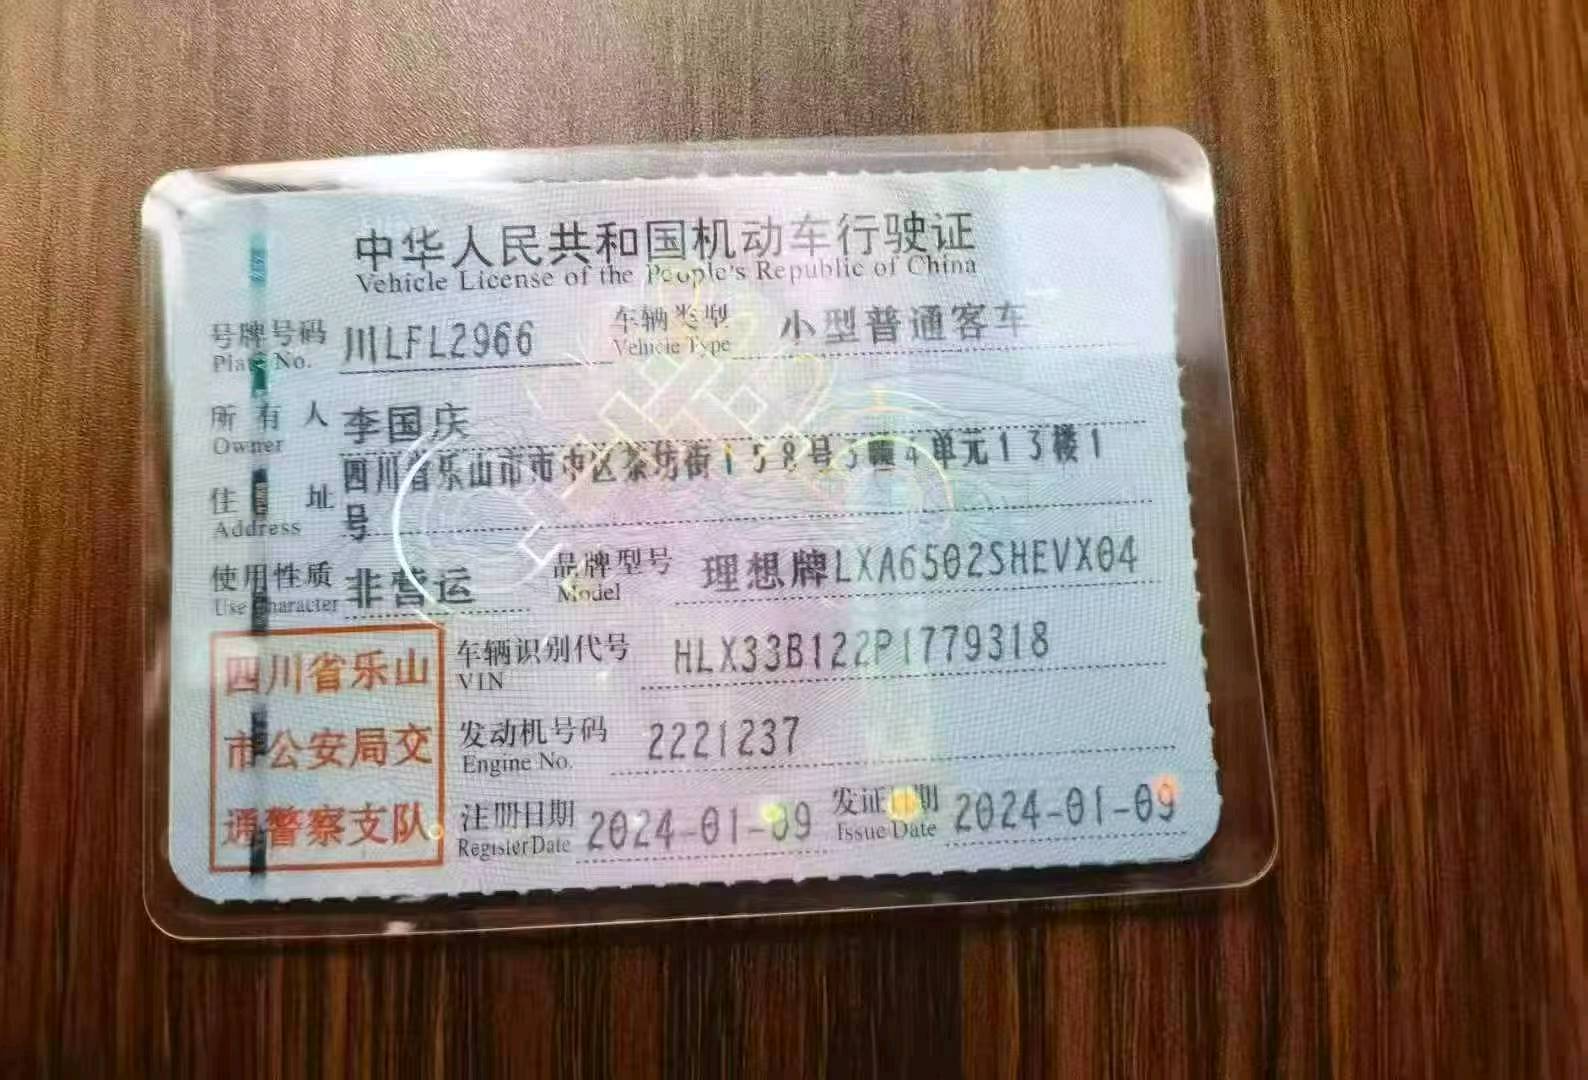 中华人民共和国机动车行驶证
Vehicle License of the People's Republic of China
号牌号码 川LFL2966 车辆类型 小型普通客车
Plate No. Vehicle Type
所有人 李国庆
Owner
四川省乐山市市中区茶坊街158号3幢4单元13楼1
住址 号
Address
使用性质 非营运 品牌型号 理想牌LXA6502SHEVX04
Use Character Model
四川省乐山 车辆识别代号 HLX33B122P1779318
VIN
市公安局交 发动机号码 2221237
Engine No.
通警察支队 注册日期 2024-01-09 发证日期 2024-01-09
Register Date Issue Date